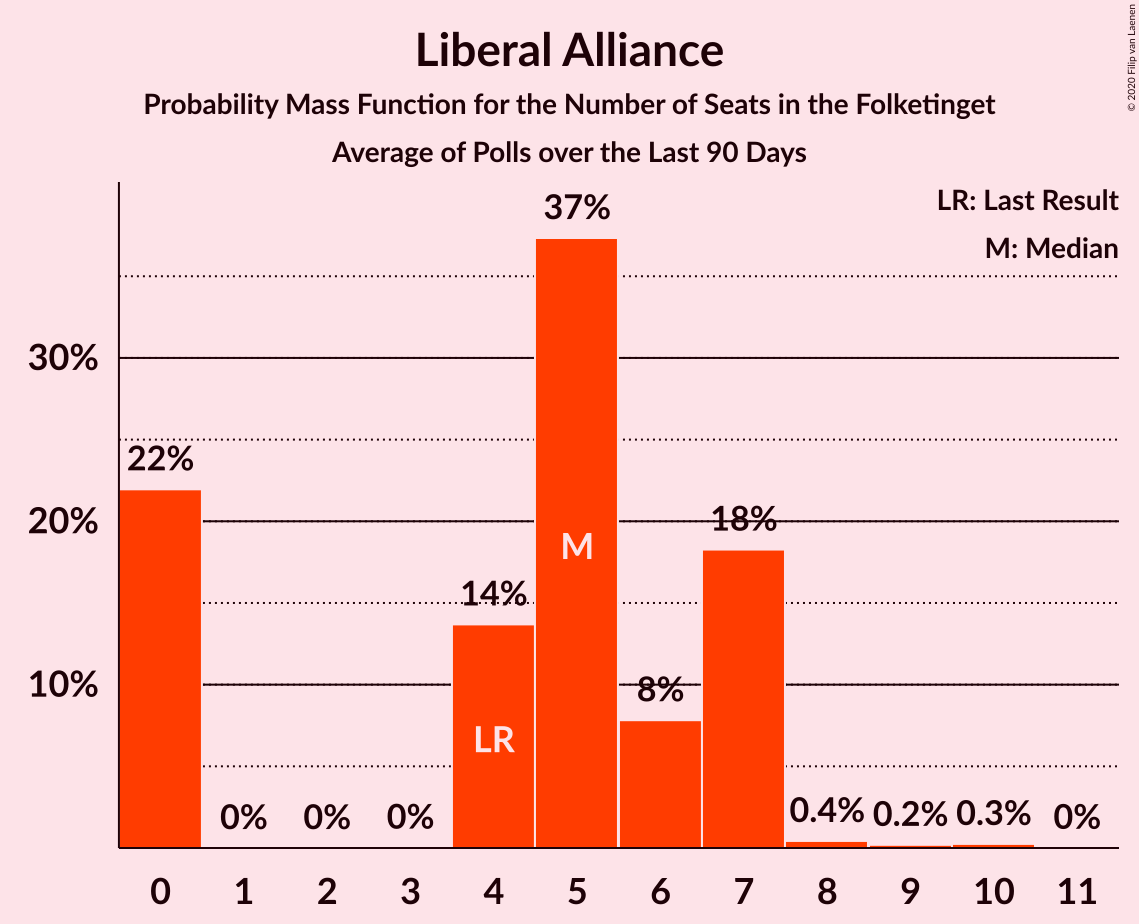 Liberal Alliance
Probability Mass Function for the Number of Seats in the Folketinget
Average of Polls over the Last 90 Days
© 2020 Filip van Laenen
LR: Last Result
M: Median
37%
30%
22%
20%
18%
M
14%
10%
8%
LR
0%
0%
0%
0.4%
0.2%
0.3%
0%
0 1 2 3 4 5 6 7 8 9 10 11